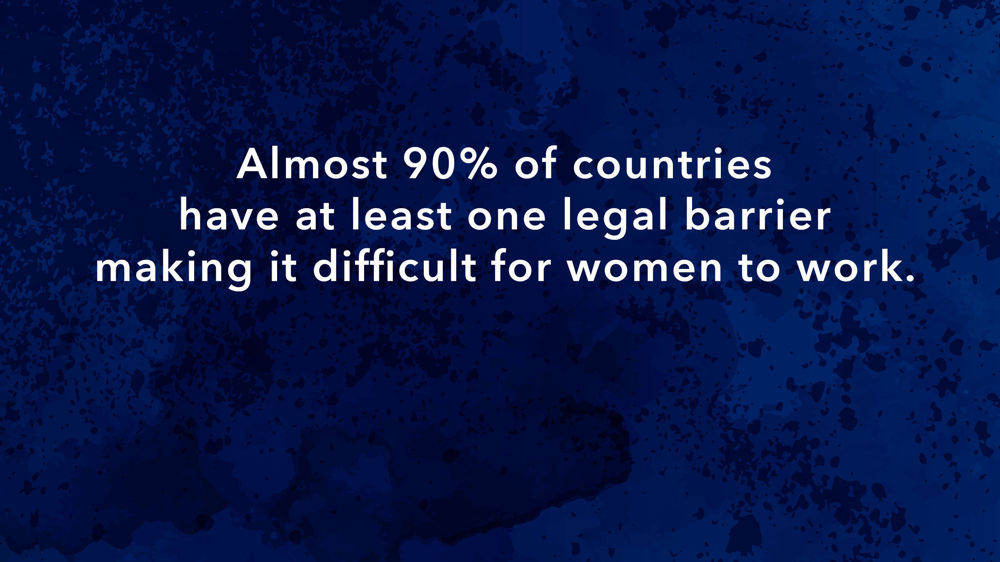 Almost 90% of countries
have at least one legal barrier
making it difficult for women to work.